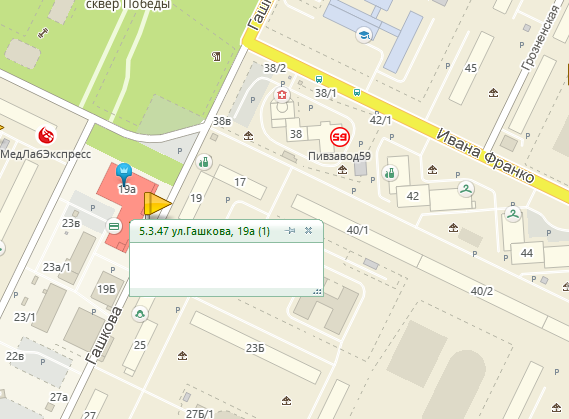 сквер Победы
Гашк
Грозненская
38/2
45
38/1
38в
42/1
38
59
Ивана Франко
Пивзавод59
МедЛабЭкспресс
19а
17
19
42
23в
5.3.47 ул.Гашкова, 19а (1)
40/1
44
23а/1
19Б
40/2
23/1
Гашкова
25
23Б
22в
27а
27
27Б/1